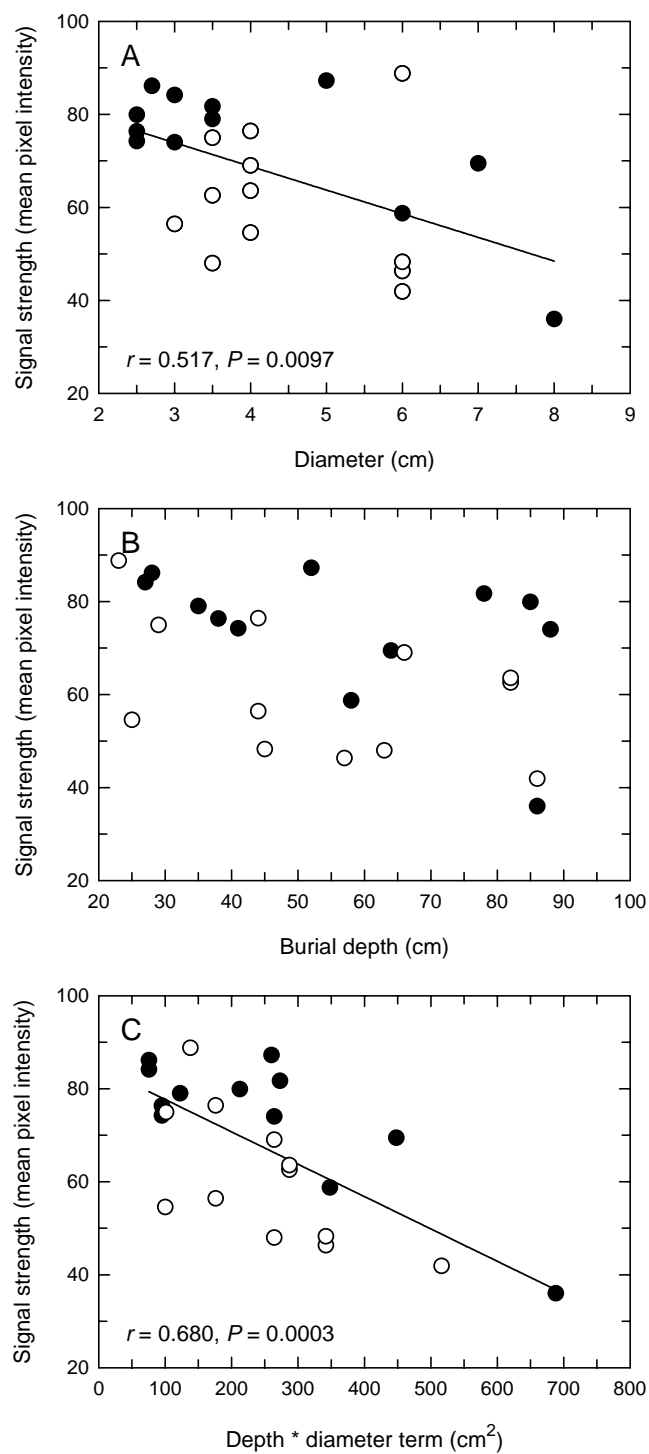 100
A
80
60
40
20
Signal strength (mean pixel intensity)
r = 0.517, P = 0.0097
2 3 4 5 6 7 8 9
Diameter (cm)
100
B
80
60
40
20
Signal strength (mean pixel intensity)
20 30 40 50 60 70 80 90 100
Burial depth (cm)
100
C
80
60
40
20
Signal strength (mean pixel intensity)
r = 0.680, P = 0.0003
0 100 200 300 400 500 600 700 800
Depth * diameter term (cm²)